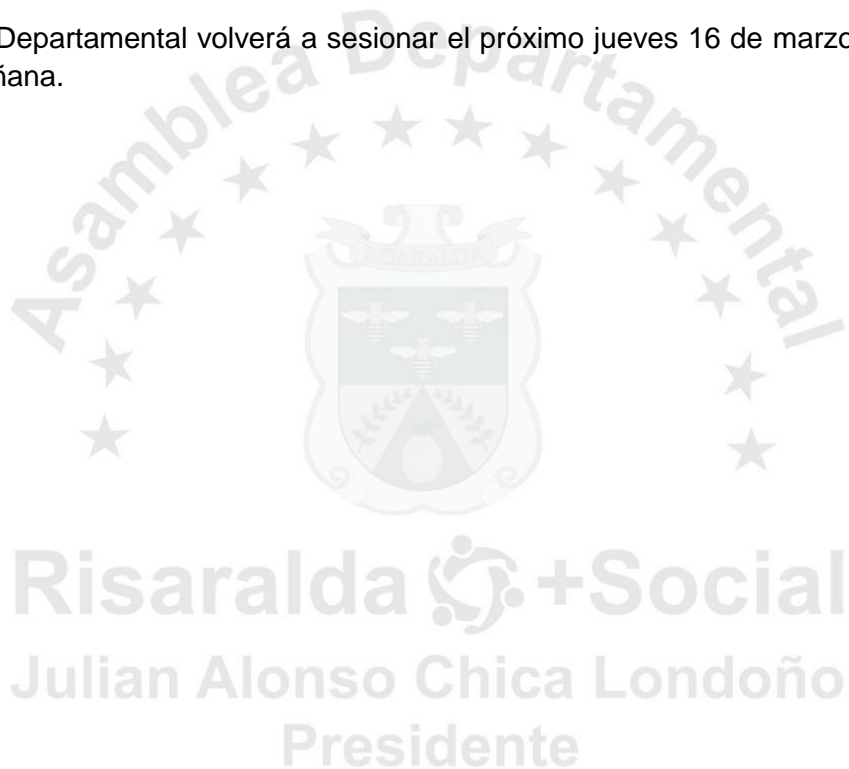 Departamental volverá a sesionar el próximo jueves 16 de marzo
ñana.
Asamblea Departamental
RISARALDA
Risaralda +Social
Julian Alonso Chica Londoño
Presidente